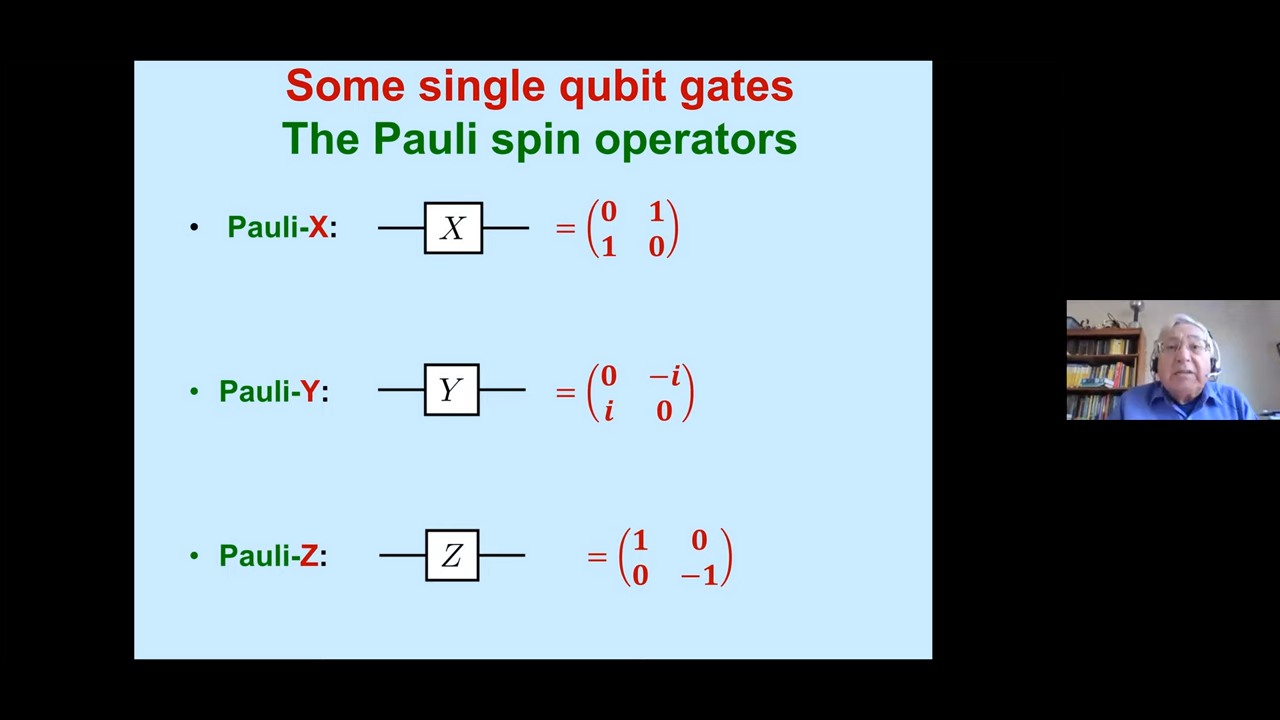 Some single qubit gates
The Pauli spin operators
• Pauli-X: X = (0 1
1 0)
• Pauli-Y: Y = (0 −i
i 0)
• Pauli-Z: Z = (1 0
0 −1)